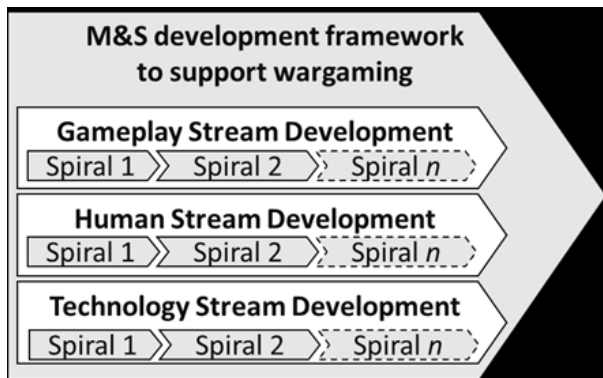 M&S development framework
to support wargaming
Gameplay Stream Development
Spiral 1 Spiral 2 Spiral n
Human Stream Development
Spiral 1 Spiral 2 Spiral n
Technology Stream Development
Spiral 1 Spiral 2 Spiral n